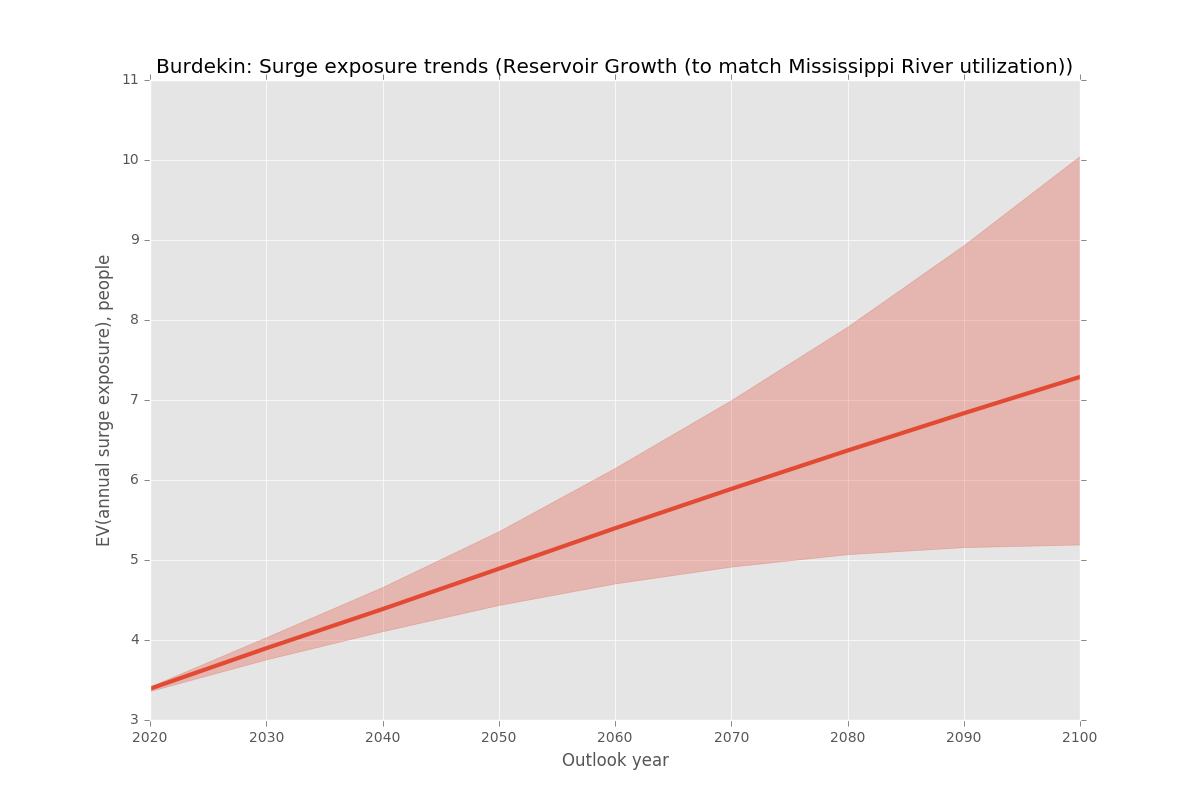 Burdekin: Surge exposure trends (Reservoir Growth (to match Mississippi River utilization))
11
10
9
8
7
6
5
4
3
EV(annual surge exposure), people
2020 2030 2040 2050 2060 2070 2080 2090 2100
Outlook year